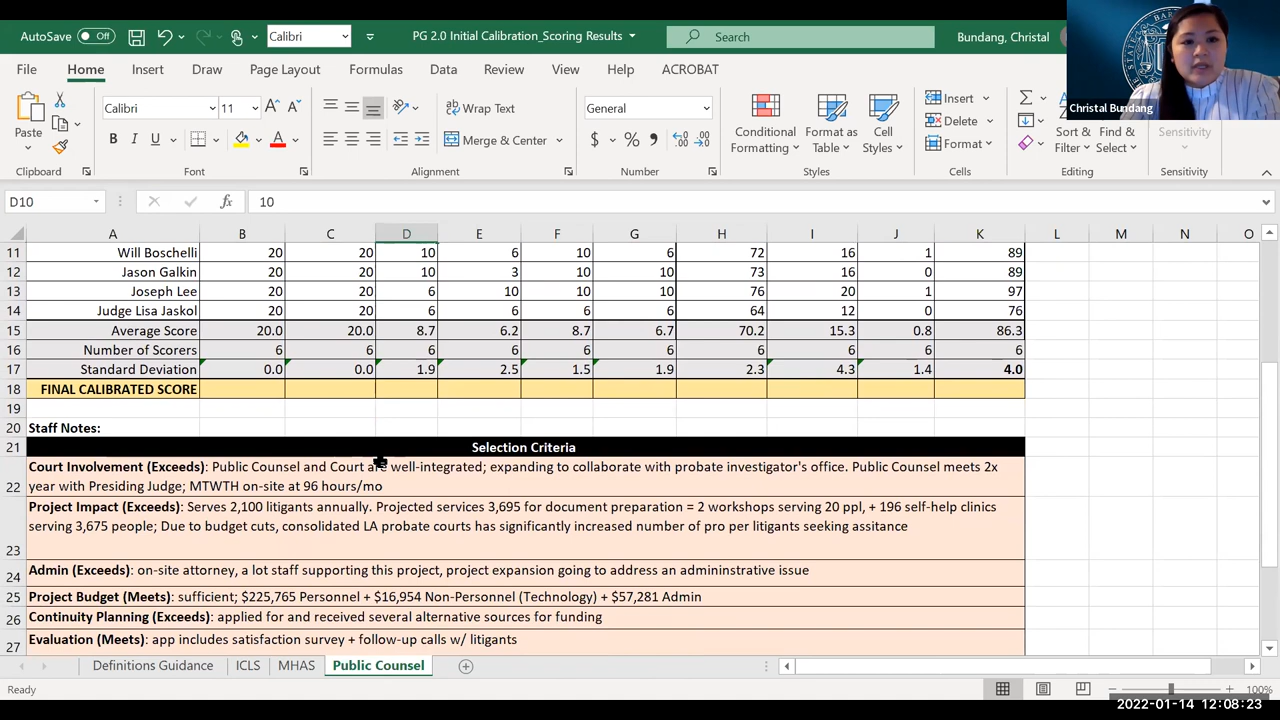 AutoSave Off Calibri PG 2.0 Initial Calibration_Scoring Results Search Bundang, Christal
File Home Insert Draw Page Layout Formulas Data Review View Help ACROBAT
Christal Bundang
Calibri 11 Wrap Text General Insert
Paste B I U Merge & Center $ % Conditional Formatting Format as Table Cell Styles Delete Format Sort & Filter Find & Select Sensitivity
Clipboard Font Alignment Number Styles Cells Editing Sensitivity
D10 fx 10
A B C D E F G H I J K L M N O
11 Will Boschelli 20 20 10 6 10 6 72 16 1 89
12 Jason Galkin 20 20 10 3 10 10 73 16 0 89
13 Joseph Lee 20 20 6 10 10 10 76 20 1 97
14 Judge Lisa Jaskol 20 20 6 6 6 6 64 12 0 76
15 Average Score 20.0 20.0 8.7 6.2 8.7 6.7 70.2 15.3 0.8 86.3
16 Number of Scorers 6 6 6 6 6 6 6 6 6 6
17 Standard Deviation 0.0 0.0 1.9 2.5 1.5 1.9 2.3 4.3 1.4 4.0
18 FINAL CALIBRATED SCORE
19
20 Staff Notes:
21 Selection Criteria
Court Involvement (Exceeds): Public Counsel and Court are well-integrated; expanding to collaborate with probate investigator's office. Public Counsel meets 2x
22 year with Presiding Judge; MTWTH on-site at 96 hours/mo
Project Impact (Exceeds): Serves 2,100 litigants annually. Projected services 3,695 for document preparation = 2 workshops serving 20 ppl, + 196 self-help clinics
serving 3,675 people; Due to budget cuts, consolidated LA probate courts has significantly increased number of pro per litigants seeking assitance
23
24 Admin (Exceeds): on-site attorney, a lot staff supporting this project, project expansion going to address an admininstrative issue
25 Project Budget (Meets): sufficient; $225,765 Personnel + $16,954 Non-Personnel (Technology) + $57,281 Admin
26 Continuity Planning (Exceeds): applied for and received several alternative sources for funding
27 Evaluation (Meets): app includes satisfaction survey + follow-up calls w/ litigants
Definitions Guidance ICLS MHAS Public Counsel
Ready 100%
2022-01-14 12:08:23